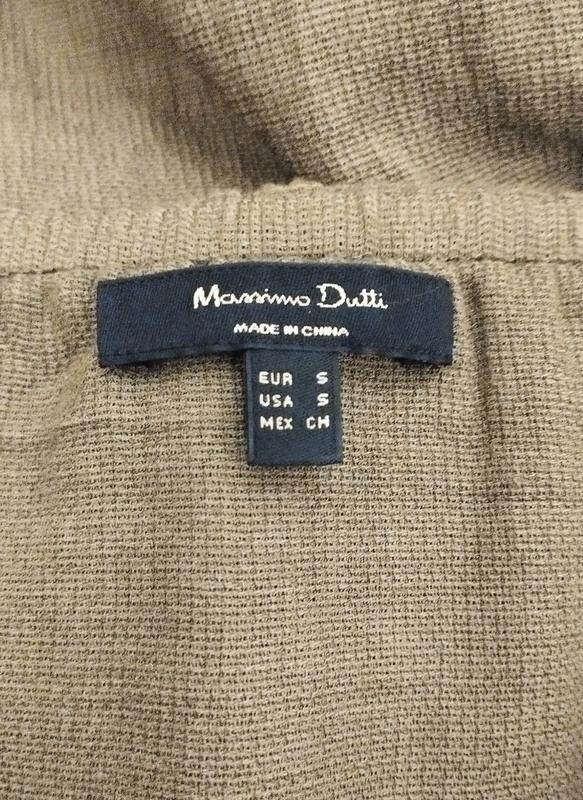 Massimo Dutti
MADE IN CHINA
EUR S
USA S
MEX CH